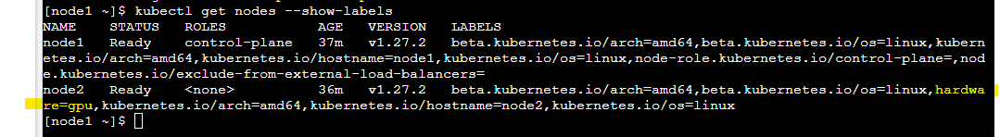 [node1 ~]$ kubectl get nodes --show-labels
NAME    STATUS   ROLES           AGE   VERSION   LABELS
node1   Ready    control-plane   37m   v1.27.2   beta.kubernetes.io/arch=amd64,beta.kubernetes.io/os=linux,kubern
etes.io/arch=amd64,kubernetes.io/hostname=node1,kubernetes.io/os=linux,node-role.kubernetes.io/control-plane=,nod
e.kubernetes.io/exclude-from-external-load-balancers=
node2   Ready    <none>          36m   v1.27.2   beta.kubernetes.io/arch=amd64,beta.kubernetes.io/os=linux,hardwa
re=gpu,kubernetes.io/arch=amd64,kubernetes.io/hostname=node2,kubernetes.io/os=linux
[node1 ~]$